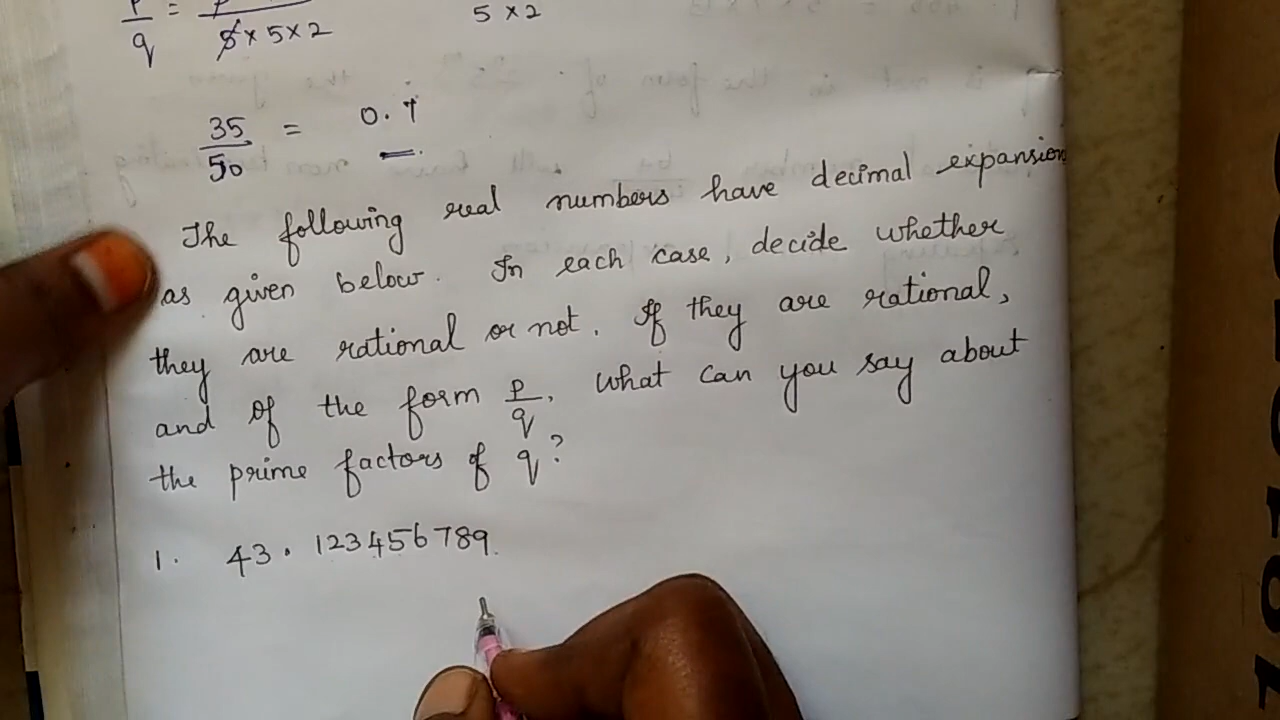 q = 5 × 5 × 2
5 × 2
35/50 = 0.7
The following real numbers have decimal expansion
as given below. In each case, decide whether
they are rational or not. If they are rational,
and of the form p/q, what can you say about
the prime factors of q?
1. 43.123456789